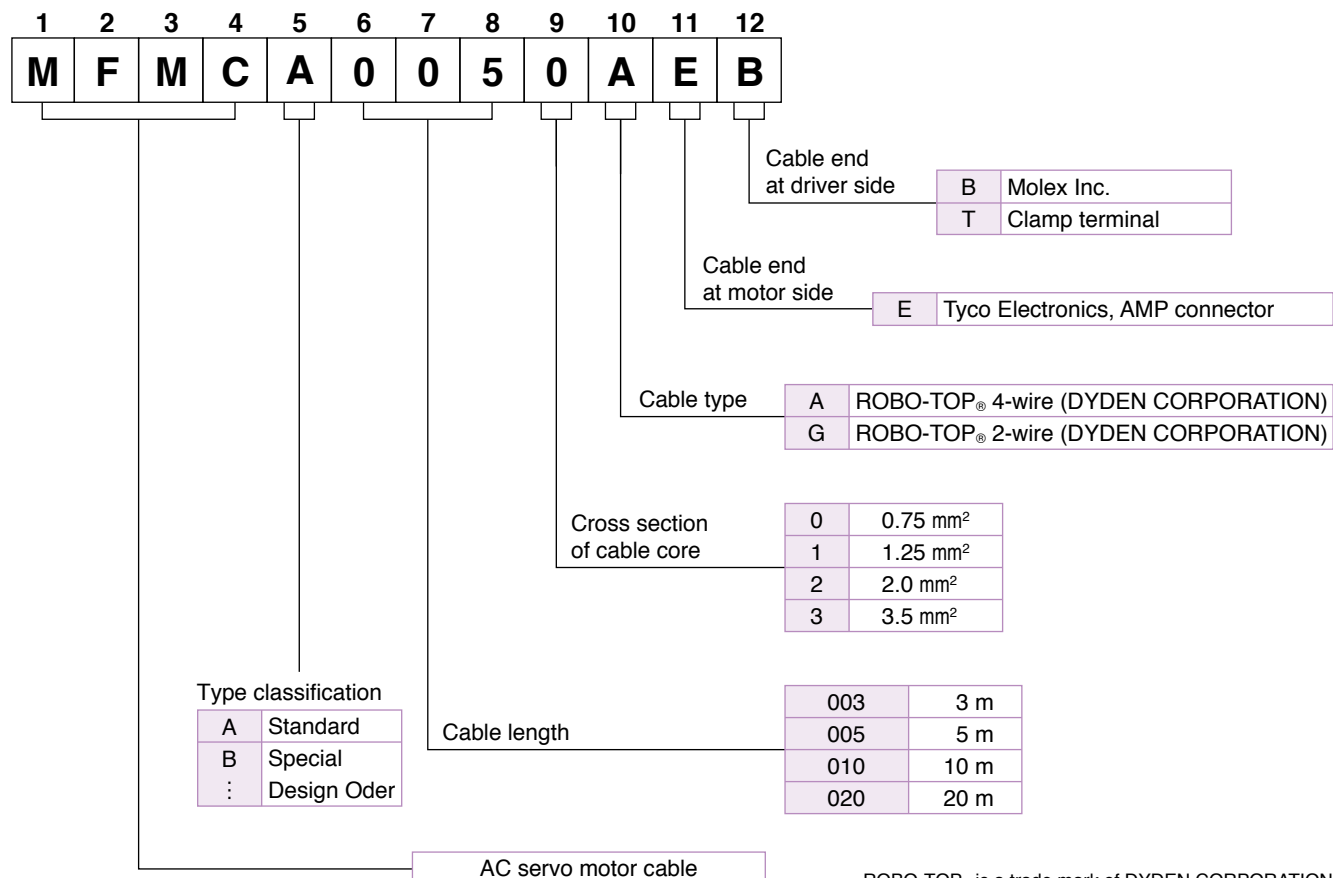 1 2 3 4 5 6 7 8 9 10 11 12
M F M C A 0 0 5 0 A E B
Cable end
at driver side
B Molex Inc.
T Clamp terminal
Cable end
at motor side
E Tyco Electronics, AMP connector
Cable type
A ROBO-TOP® 4-wire (DYDEN CORPORATION)
G ROBO-TOP® 2-wire (DYDEN CORPORATION)
Cross section
of cable core
0 0.75 mm²
1 1.25 mm²
2 2.0 mm²
3 3.5 mm²
Type classification
A Standard
B Special
⋮ Design Oder
Cable length
003 3 m
005 5 m
010 10 m
020 20 m
AC servo motor cable
ROBO-TOP is a trade mark of DYDEN CORPORATION